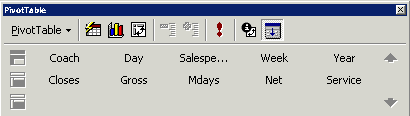 PivotTable
PivotTable
Coach Day Salespe... Week Year
Closes Gross Mdays Net Service